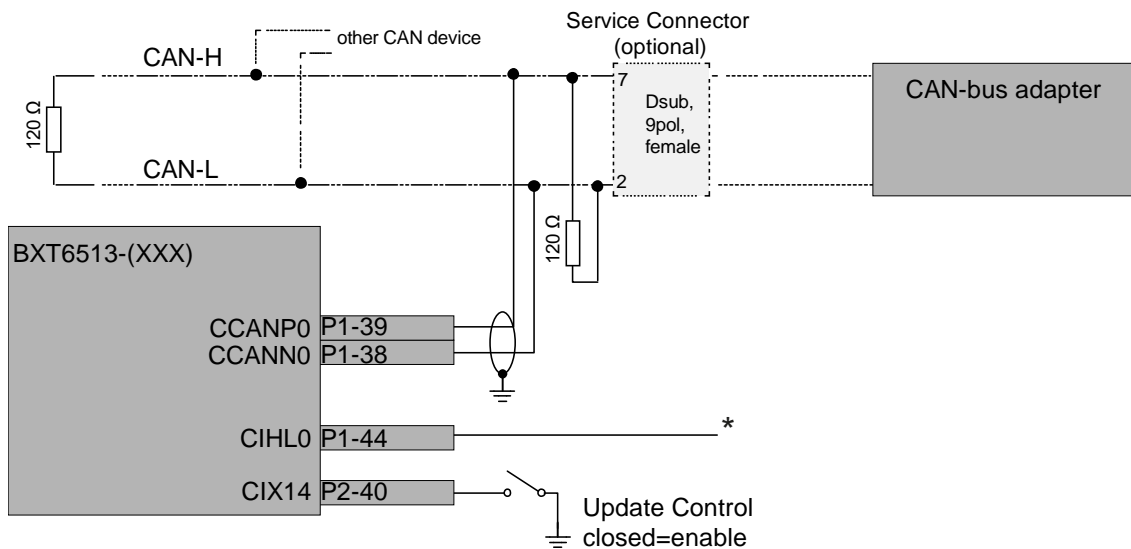 Service Connector
(optional)
other CAN device
CAN-H
7
CAN-bus adapter
120 Ω
Dsub,
9pol,
female
CAN-L
2
120 Ω
BXT6513-(XXX)
CCANP0 P1-39
CCANN0 P1-38
CIHL0 P1-44
*
CIX14 P2-40
Update Control
closed=enable